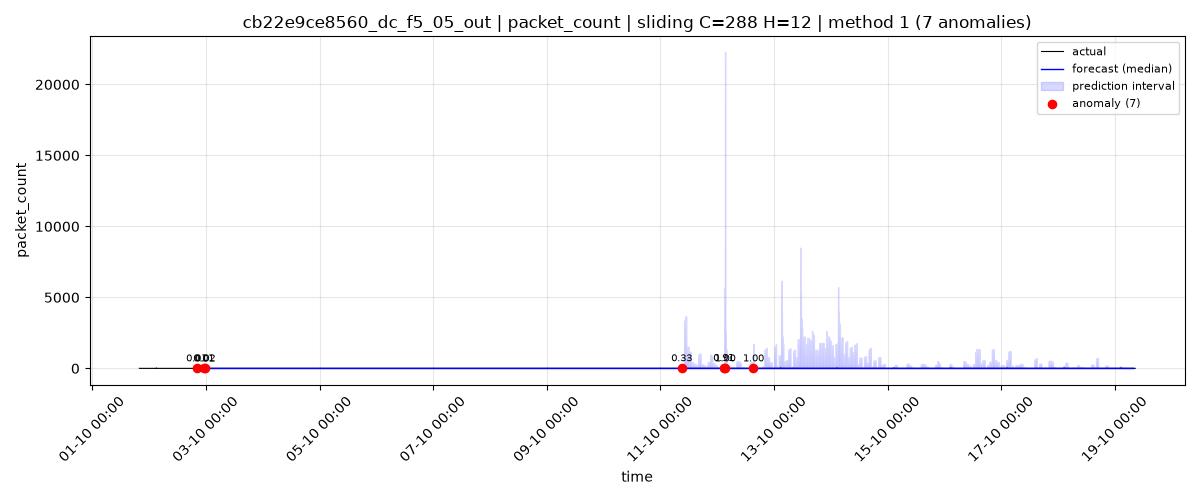 cb22e9ce8560_dc_f5_05_out | packet_count | sliding C=288 H=12 | method 1 (7 anomalies)
actual
forecast (median)
prediction interval
anomaly (7)
packet_count
20000
15000
10000
5000
0
0.33
1.00
01-10 00:00
03-10 00:00
05-10 00:00
07-10 00:00
09-10 00:00
11-10 00:00
13-10 00:00
15-10 00:00
17-10 00:00
19-10 00:00
time